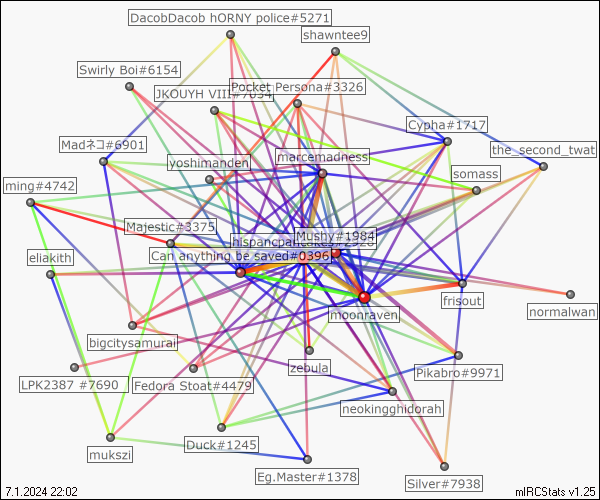 DacobDacob hORNY police#5271
shawntee9
Swirly Boi#6154
Pocket Persona#3326
JKOUYH VIII#7034
Cypha#1717
Madネコ#6901
the_second_twat
marcemadness
yoshimanden
somass
ming#4742
Majestic#3375
Mushy#1984
Can anything be saved#0396
eliakith
frisout
normalwan
moonraven
bigcitysamurai
zebula
Pikabro#9971
LPK2387 #7690
Fedora Stoat#4479
neokingghidorah
Duck#1245
mukszi
Eg.Master#1378
Silver#7938
7.1.2024 22:02
mIRCStats v1.25